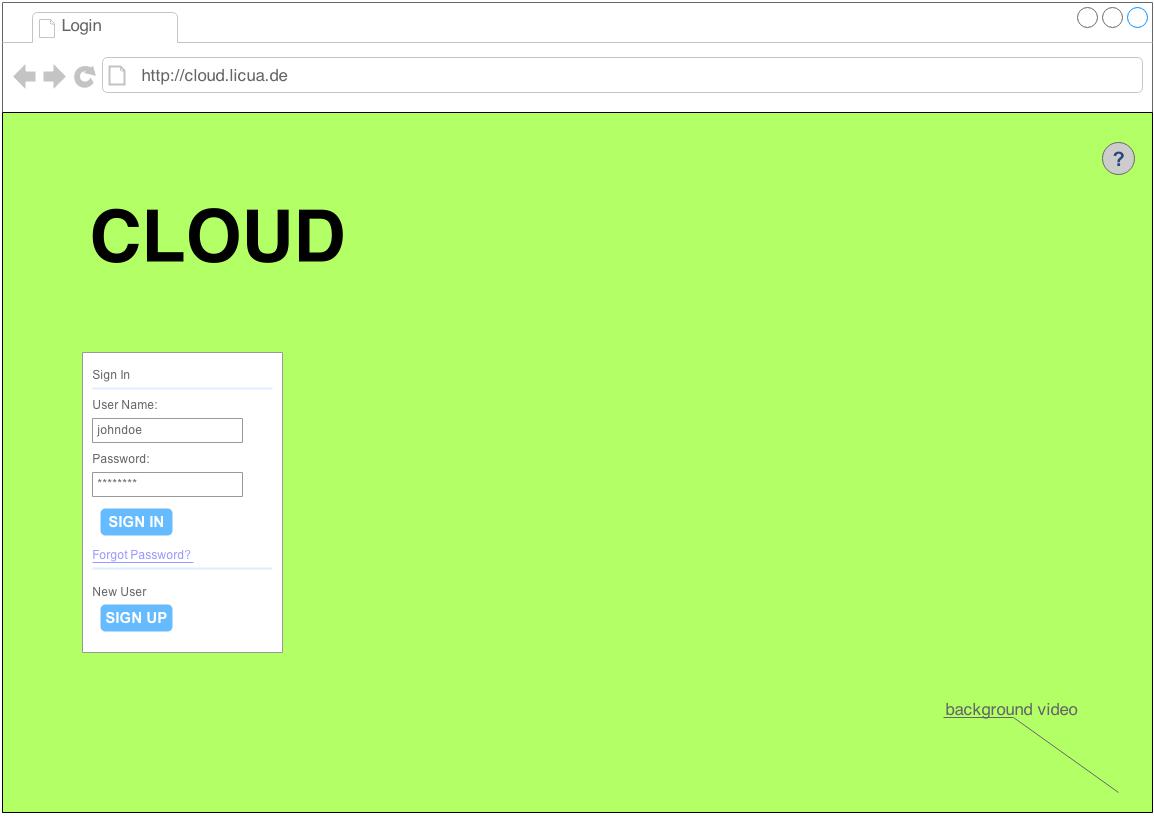 Login
http://cloud.licua.de
?
CLOUD
Sign In
User Name:
johndoe
Password:
********
SIGN IN
Forgot Password?
New User
SIGN UP
background video